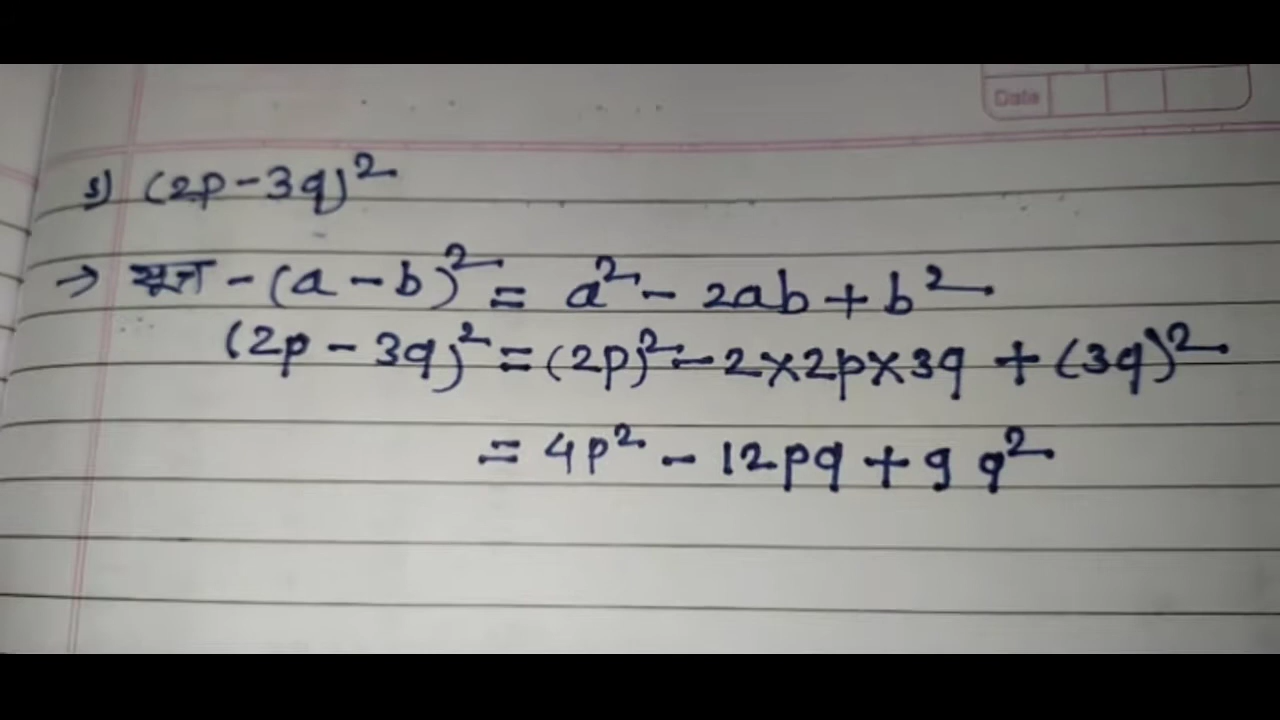 Date
1) (2p-3q)²
→ सूत्र - (a - b)² = a² - 2ab + b²
(2p - 3q)² = (2p)² - 2×2p×3q + (3q)²
= 4p² - 12pq + 9q²